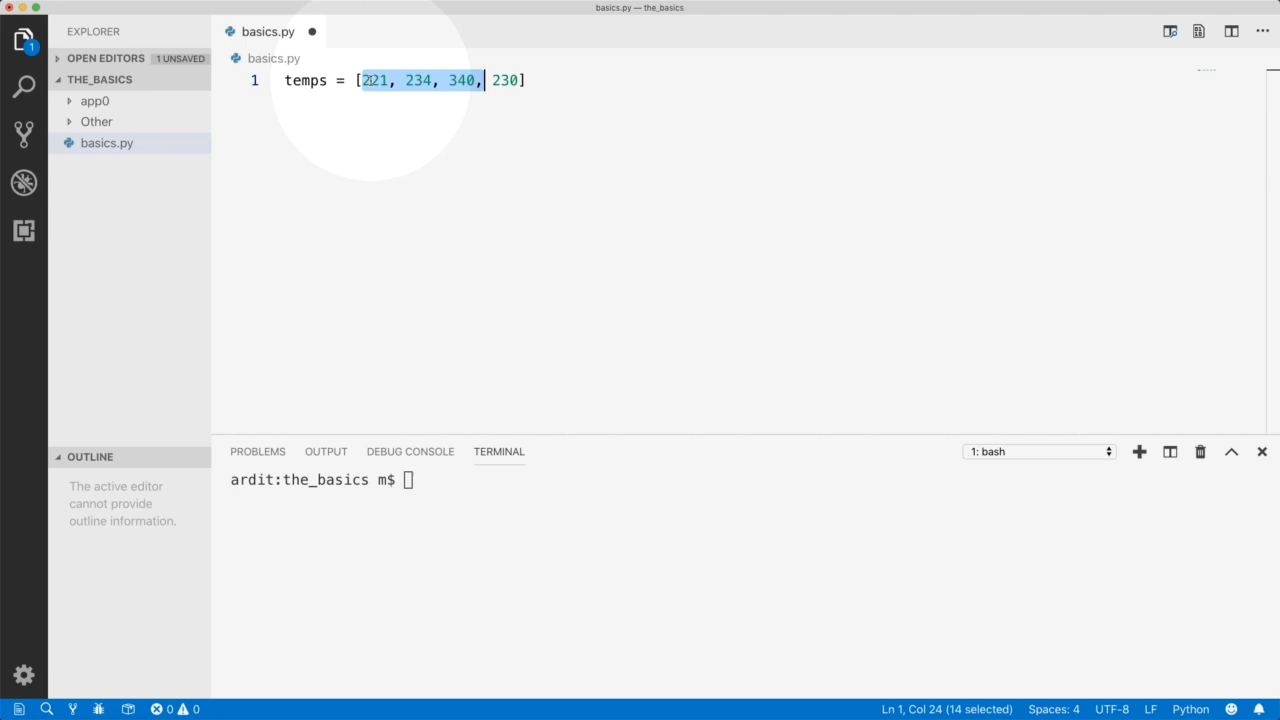 basics.py — the_basics
EXPLORER
basics.py
OPEN EDITORS 1 UNSAVED
basics.py
THE_BASICS
1 temps = [221, 234, 340, 230]
app0
Other
basics.py
1
PROBLEMS OUTPUT DEBUG CONSOLE TERMINAL 1: bash
OUTLINE
ardit:the_basics m$
The active editor
cannot provide
outline information.
0 0 Ln 1, Col 24 (14 selected) Spaces: 4 UTF-8 LF Python